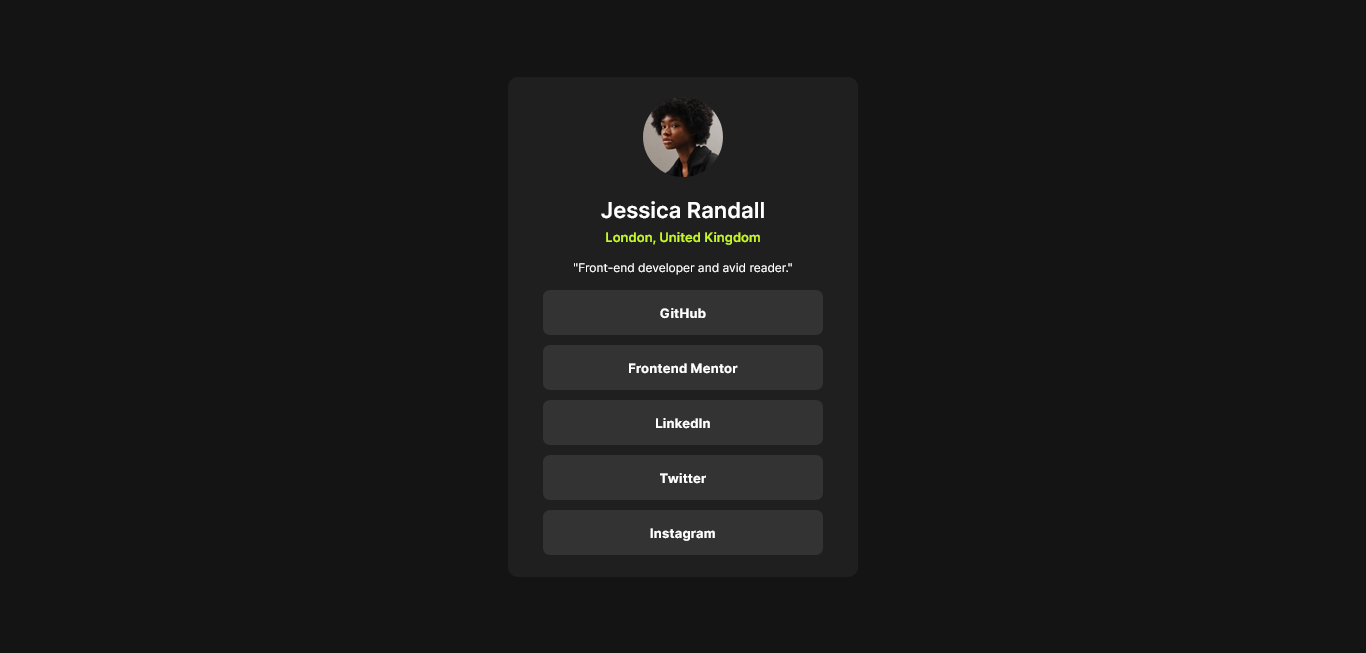 Jessica Randall
London, United Kingdom
"Front-end developer and avid reader."
GitHub
Frontend Mentor
LinkedIn
Twitter
Instagram